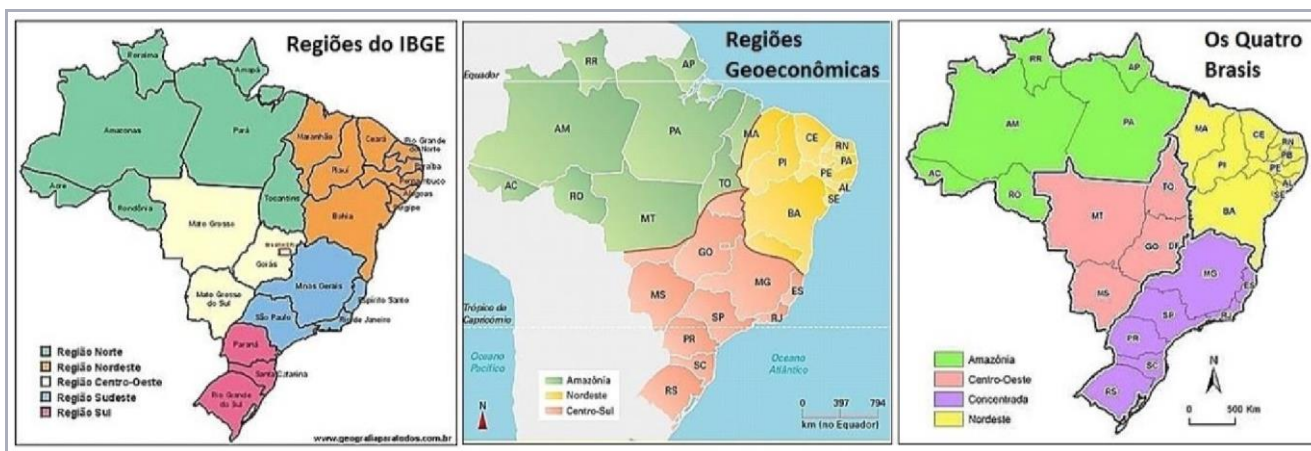 Regiões do IBGE
Roraima
Amapá
Amazonas
Pará
Maranhão
Ceará
Rio Grande
do Norte
Paraíba
Piauí
Pernambuco
Acre
Alagoas
Rondônia
Tocantins
Sergipe
Bahia
Mato Grosso
Goiás
Minas Gerais
Mato Grosso
do Sul
Espirito Santo
São Paulo
Rio de Janeiro
Paraná
Santa Catarina
Rio Grande
do Sul
Região Norte
Região Nordeste
Região Centro-Oeste
Região Sudeste
Região Sul
www.geografiaparatodos.com.br
Regiões
Geoeconômicas
Equador
RR
AP
AM
PA
MA
CE
RN
PI
PA
PE
AC
TO
AL
RO
SE
MT
BA
GO
MG
MS
ES
Trópico de
Capricórnio
SP
RJ
PR
Oceano
Pacífico
Oceano
Atlântico
SC
RS
Amazônia
Nordeste
Centro-Sul
N
0 397 794
km (no Equador)
Os Quatro
Brasis
RR
AP
AM
PA
MA
CE
RN
PB
PI
PE
AC
AL
RO
TO
SE
MT
BA
GO
DF
MG
MS
ES
SP
RJ
PR
SC
RS
Amazônia
Centro-Oeste
Concentrada
Nordeste
N
0 500 Km